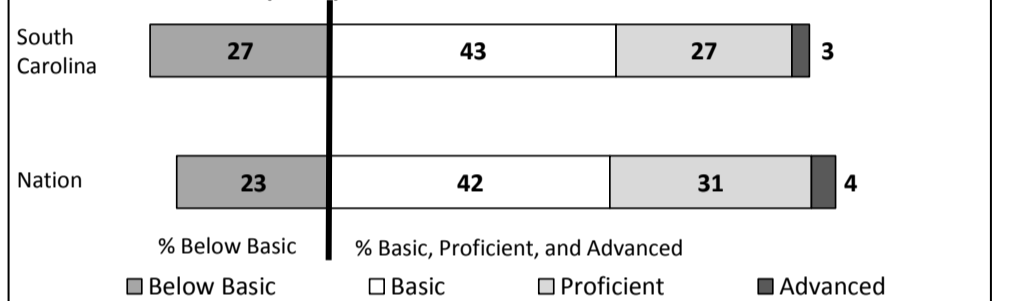 South
Carolina
27 43 27 3
Nation
23 42 31 4
% Below Basic % Basic, Proficient, and Advanced
Below Basic Basic Proficient Advanced